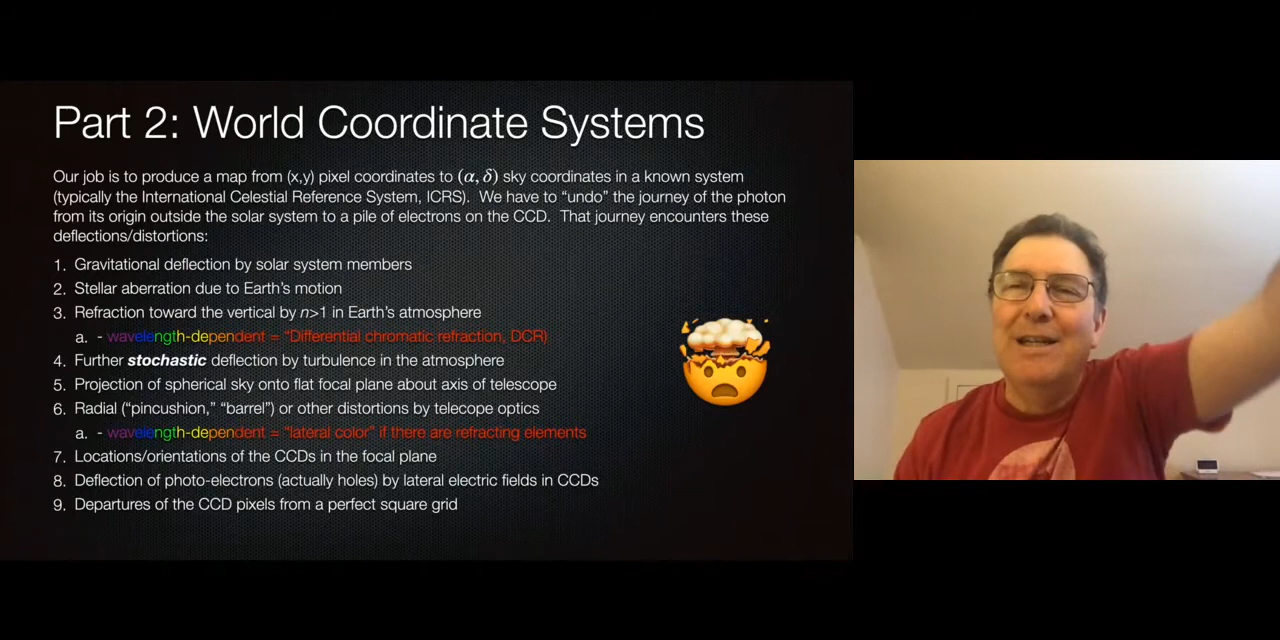 Part 2: World Coordinate Systems
Our job is to produce a map from (x,y) pixel coordinates to (α, δ) sky coordinates in a known system
(typically the International Celestial Reference System, ICRS). We have to “undo” the journey of the photon
from its origin outside the solar system to a pile of electrons on the CCD. That journey encounters these
deflections/distortions:
1. Gravitational deflection by solar system members
2. Stellar aberration due to Earth’s motion
3. Refraction toward the vertical by n>1 in Earth’s atmosphere
a. - wavelength-dependent = “Differential chromatic refraction, DCR)
4. Further stochastic deflection by turbulence in the atmosphere
5. Projection of spherical sky onto flat focal plane about axis of telescope
6. Radial (“pincushion,” “barrel”) or other distortions by telecope optics
a. - wavelength-dependent = “lateral color” if there are refracting elements
7. Locations/orientations of the CCDs in the focal plane
8. Deflection of photo-electrons (actually holes) by lateral electric fields in CCDs
9. Departures of the CCD pixels from a perfect square grid